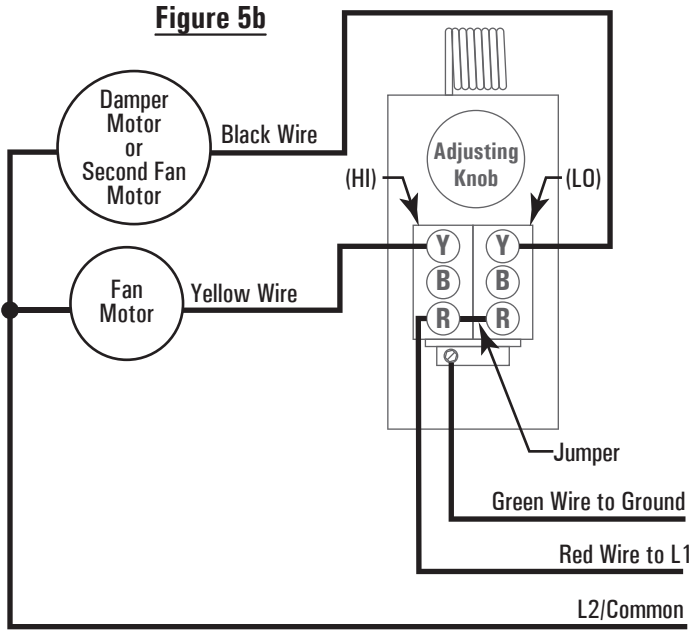 Figure 5b
Damper
Motor
or
Second Fan
Motor
Black Wire
Adjusting
Knob
(HI)
(LO)
Y
Y
B
B
R
R
Fan
Motor
Yellow Wire
Jumper
Green Wire to Ground
Red Wire to L1
L2/Common